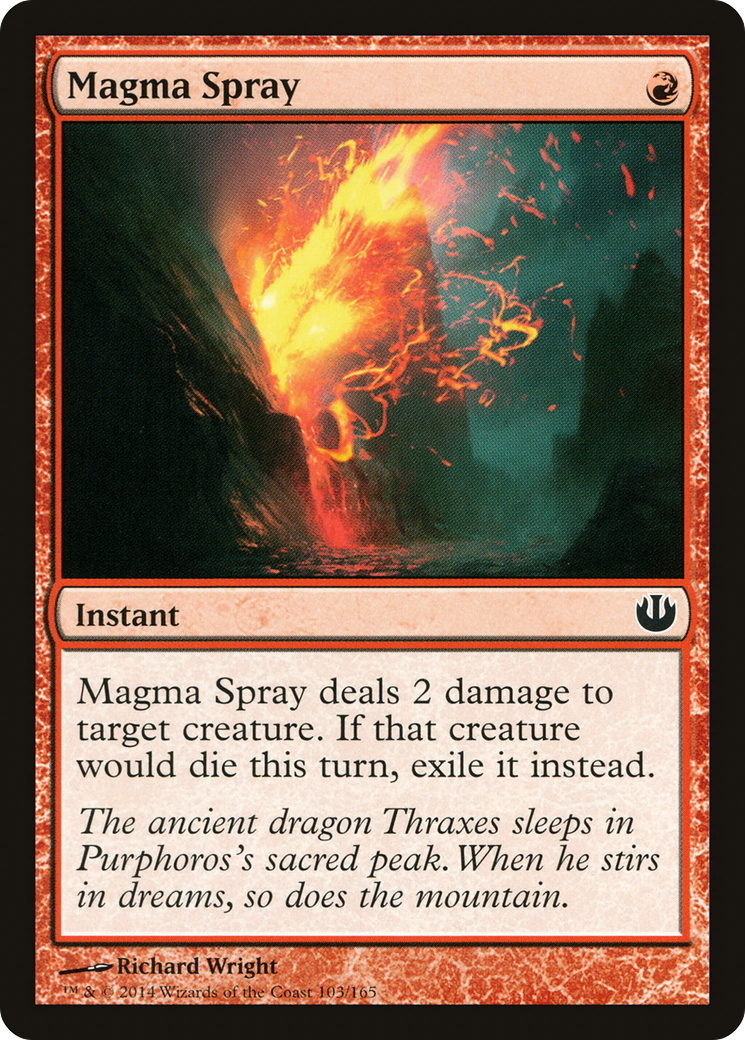 Magma Spray
Instant
Magma Spray deals 2 damage to
target creature. If that creature
would die this turn, exile it instead.
The ancient dragon Thraxes sleeps in
Purphoros's sacred peak. When he stirs
in dreams, so does the mountain.
Richard Wright
™ & © 2014 Wizards of the Coast 103/165